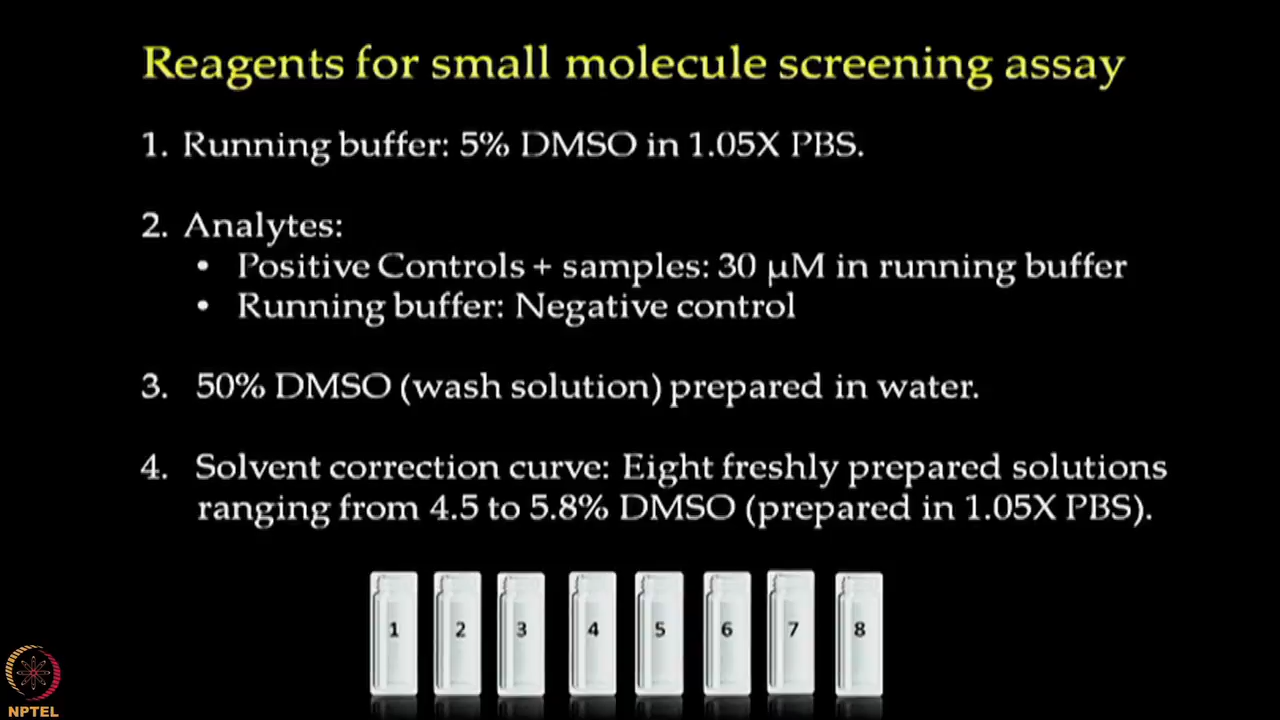 Reagents for small molecule screening assay
1. Running buffer: 5% DMSO in 1.05X PBS.
2. Analytes:
• Positive Controls + samples: 30 µM in running buffer
• Running buffer: Negative control
3. 50% DMSO (wash solution) prepared in water.
4. Solvent correction curve: Eight freshly prepared solutions
ranging from 4.5 to 5.8% DMSO (prepared in 1.05X PBS).
1 2 3 4 5 6 7 8
NPTEL